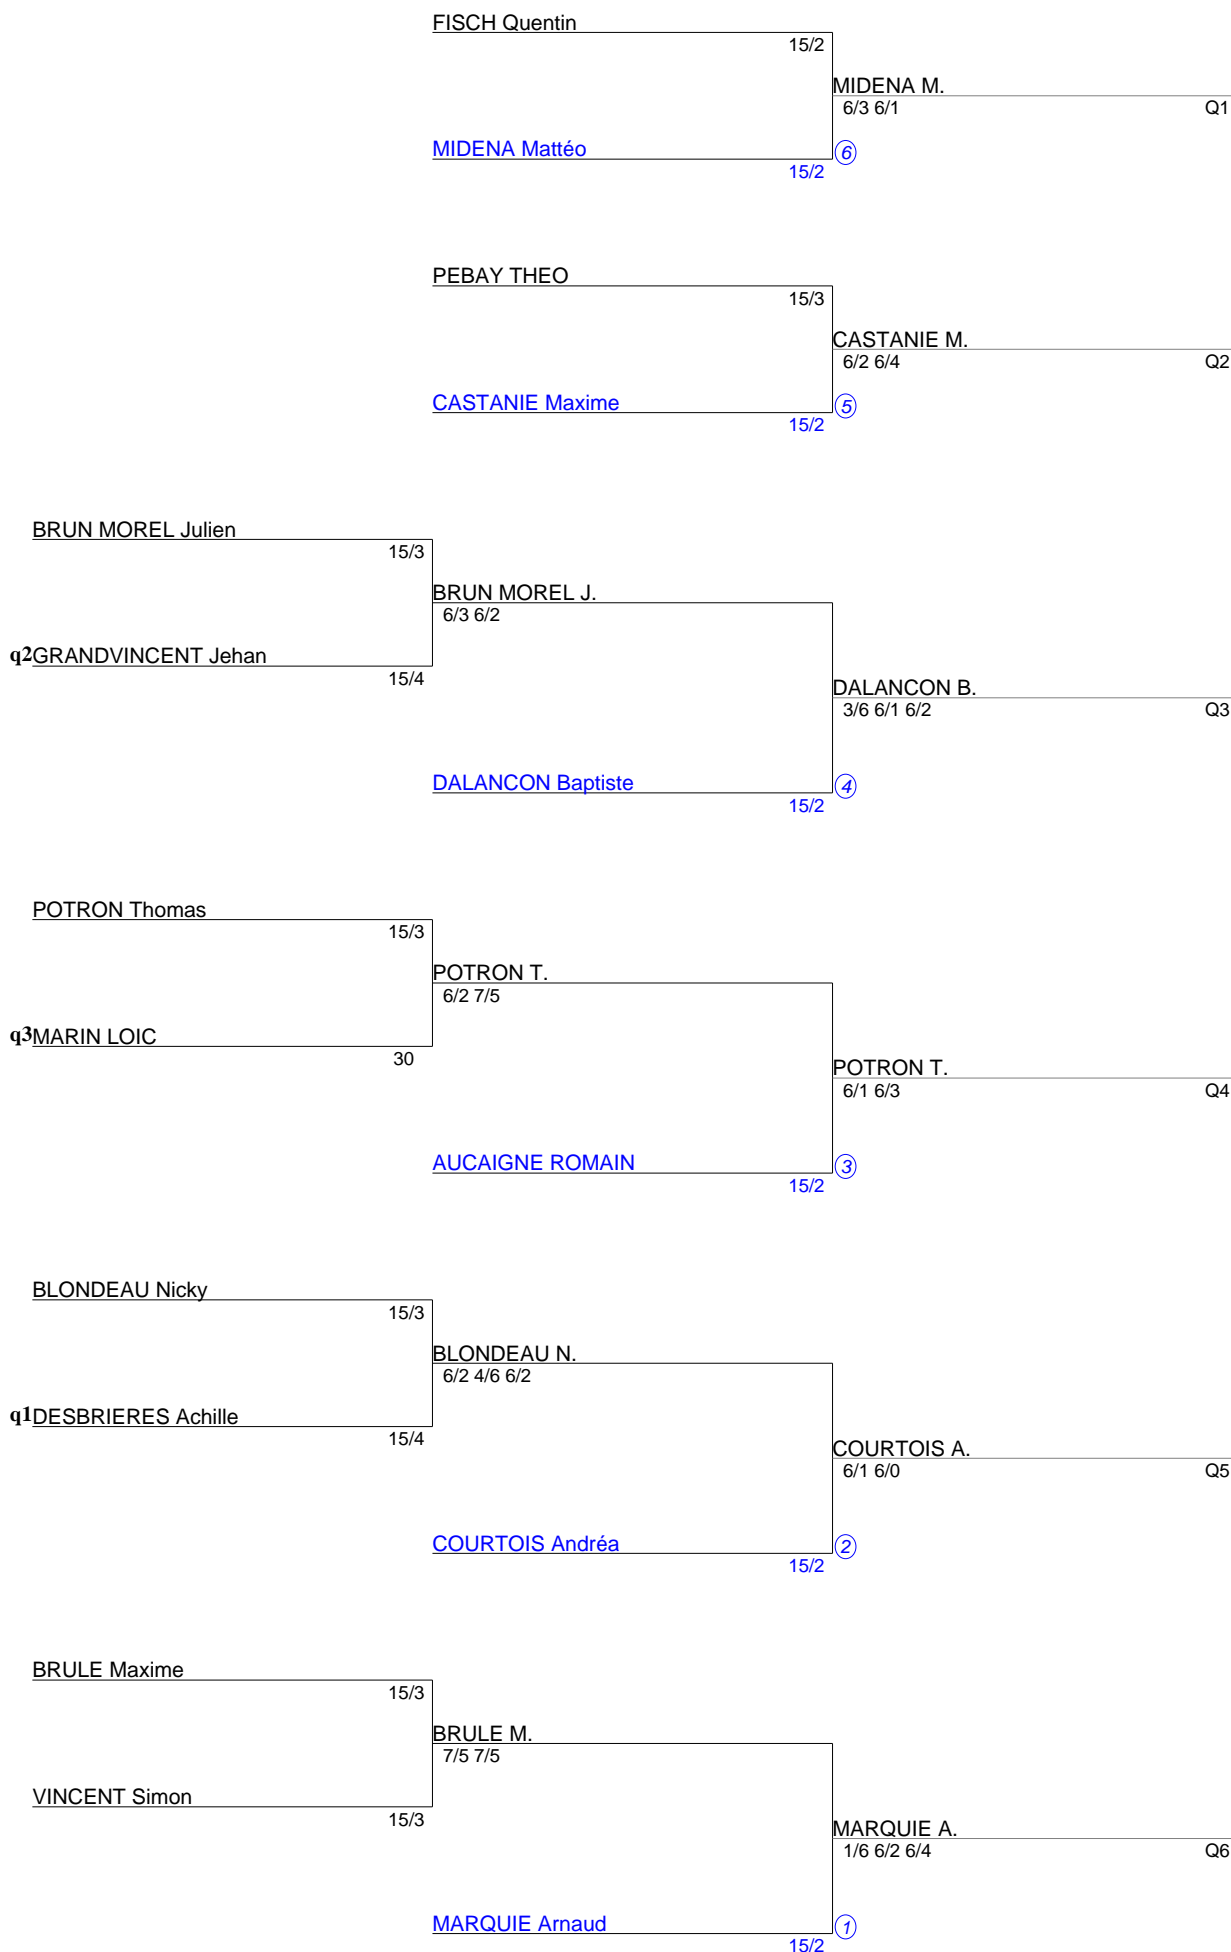 FISCH Quentin
15/2
MIDENA M.
6/3 6/1 Q1
MIDENA Mattéo
6
15/2
PEBAY THEO
15/3
CASTANIE M.
6/2 6/4 Q2
CASTANIE Maxime
5
15/2
BRUN MOREL Julien
15/3
BRUN MOREL J.
6/3 6/2
q2 GRANDVINCENT Jehan
15/4
DALANCON B.
3/6 6/1 6/2 Q3
DALANCON Baptiste
4
15/2
POTRON Thomas
15/3
POTRON T.
6/2 7/5
q3 MARIN LOIC
30
POTRON T.
6/1 6/3 Q4
AUCAIGNE ROMAIN
3
15/2
BLONDEAU Nicky
15/3
BLONDEAU N.
6/2 4/6 6/2
q1 DESBRIERES Achille
15/4
COURTOIS A.
6/1 6/0 Q5
COURTOIS Andréa
2
15/2
BRULE Maxime
15/3
BRULE M.
7/5 7/5
VINCENT Simon
15/3
MARQUIE A.
1/6 6/2 6/4 Q6
MARQUIE Arnaud
1
15/2